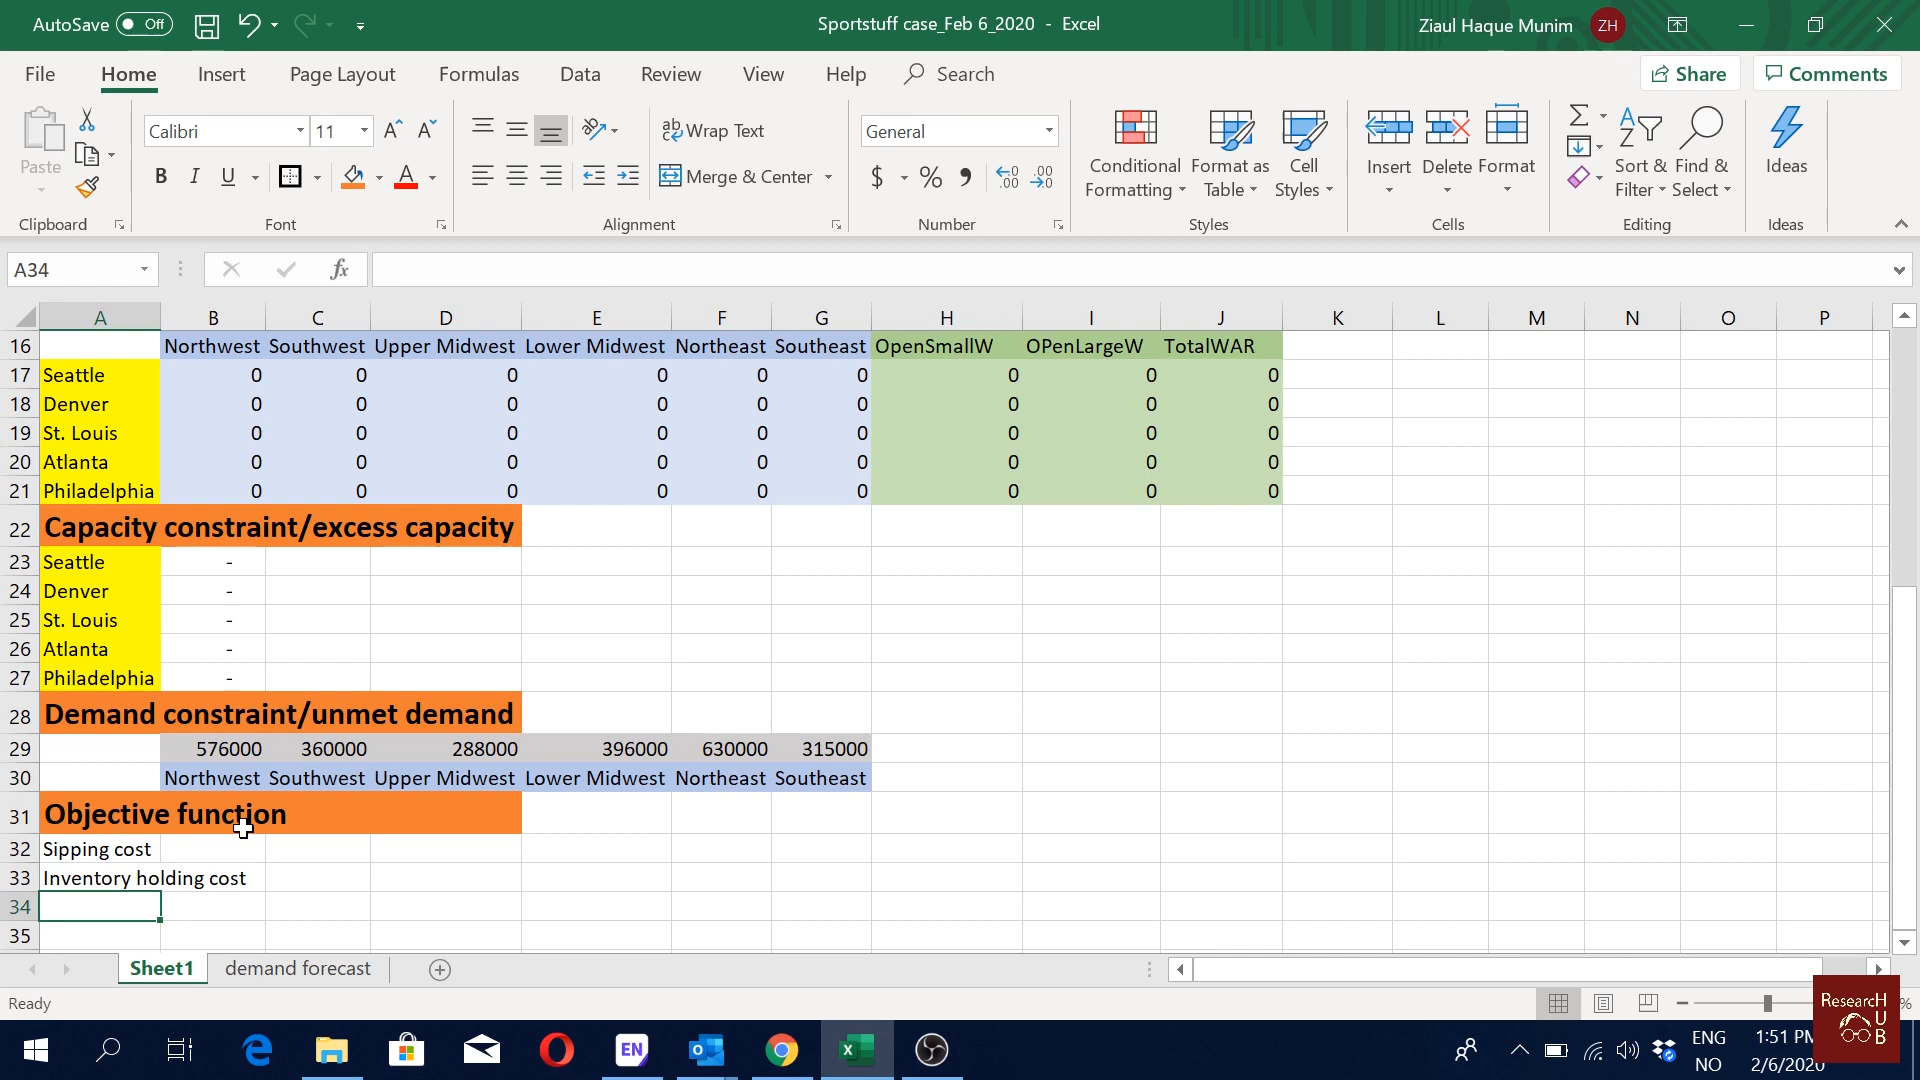 AutoSave Off Sportstuff case_Feb 6_2020 - Excel Ziaul Haque Munim ZH
File Home Insert Page Layout Formulas Data Review View Help Search Share Comments
Paste Calibri 11 Wrap Text General Conditional Formatting Format as Table Cell Styles Insert Delete Format Sort & Filter Find & Select Ideas
B I U A Merge & Center $ %
Clipboard Font Alignment Number Styles Cells Editing Ideas
A34 fx
A B C D E F G H I J K L M N O P
16 Northwest Southwest Upper Midwest Lower Midwest Northeast Southeast OpenSmallW OPenLargeW TotalWAR
17 Seattle 0 0 0 0 0 0 0 0 0
18 Denver 0 0 0 0 0 0 0 0 0
19 St. Louis 0 0 0 0 0 0 0 0 0
20 Atlanta 0 0 0 0 0 0 0 0 0
21 Philadelphia 0 0 0 0 0 0 0 0 0
22 Capacity constraint/excess capacity
23 Seattle -
24 Denver -
25 St. Louis -
26 Atlanta -
27 Philadelphia -
28 Demand constraint/unmet demand
29 576000 360000 288000 396000 630000 315000
30 Northwest Southwest Upper Midwest Lower Midwest Northeast Southeast
31 Objective function
32 Sipping cost
33 Inventory holding cost
34
35
Sheet1 demand forecast
Ready %
ResearcH
U
B
EN ENG 1:51 PM
NO 2/6/2020